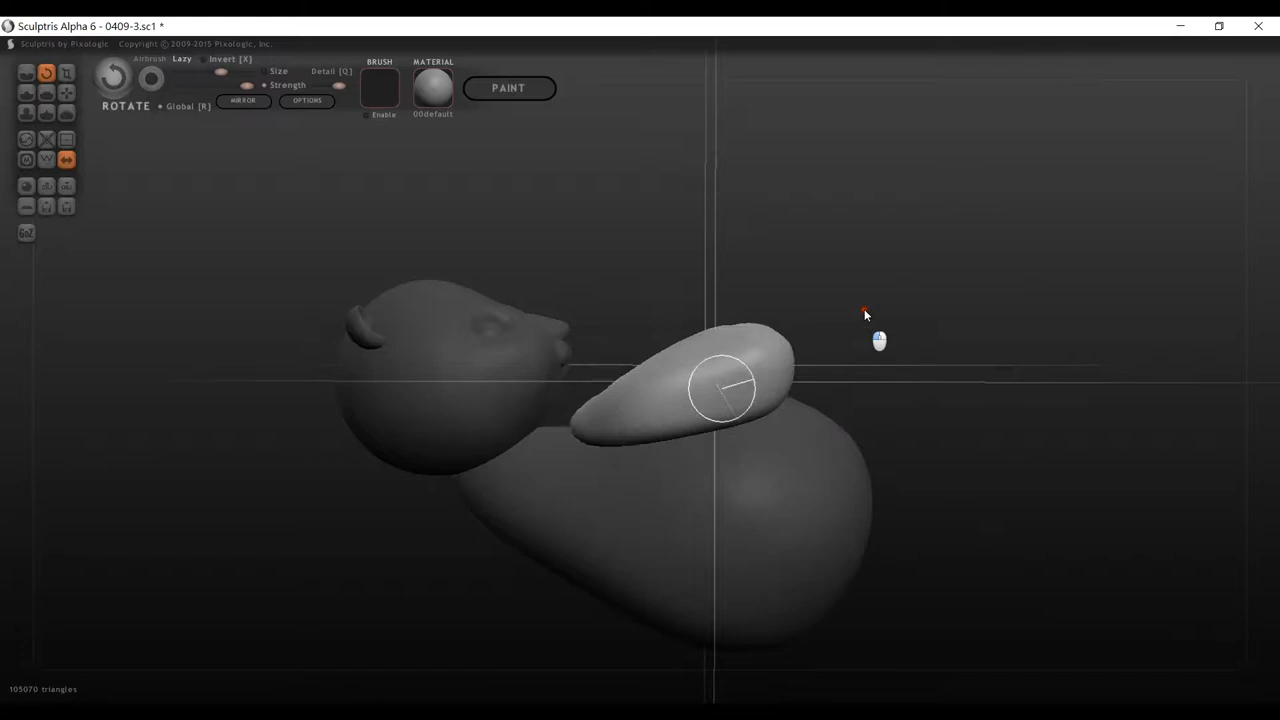 Sculptris Alpha 6 - 0409-3.sc1 *
Sculptris by Pixologic Copyright © 2009-2015 Pixologic, Inc.
Airbrush Lazy Invert [X]
Size Detail [Q]
Strength
ROTATE Global [R]
MIRROR OPTIONS
BRUSH
Enable
MATERIAL
00default
PAINT
GoZ
105070 triangles